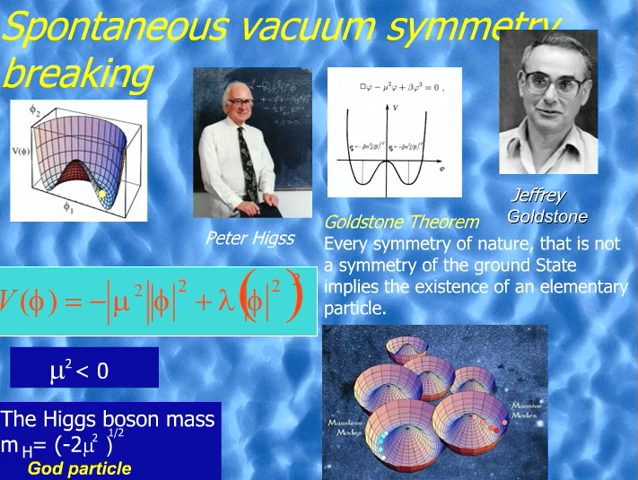 Spontaneous vacuum symmetry
breaking
ϕ₂
V(ϕ)
ϕ₁
Peter Higss
□φ − μ²φ + βφ³ = 0 ,
V
φ
Jeffrey
Goldstone
Goldstone Theorem
Every symmetry of nature, that is not
a symmetry of the ground State
implies the existence of an elementary
particle.
V(ϕ) = −|μ²|ϕ|² + λ(ϕ|²)²
μ² < 0
The Higgs boson mass
m_H = (-2μ²)^1/2
God particle
Massless
Modes
Massive
Modes